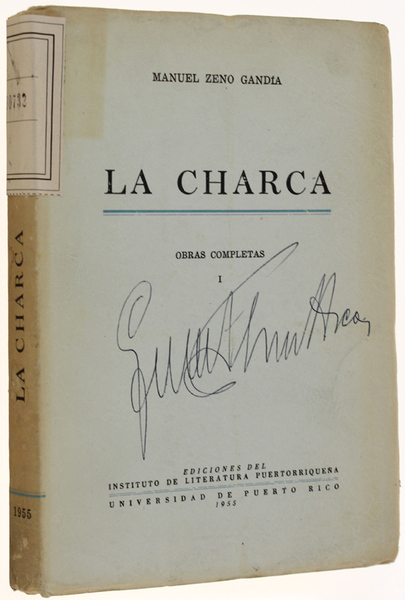 MANUEL ZENO GANDÍA
LA CHARCA
OBRAS COMPLETAS
I
EDICIONES DEL
INSTITUTO DE LITERATURA PUERTORRIQUEÑA
UNIVERSIDAD DE PUERTO RICO
1955
LA CHARCA
1955